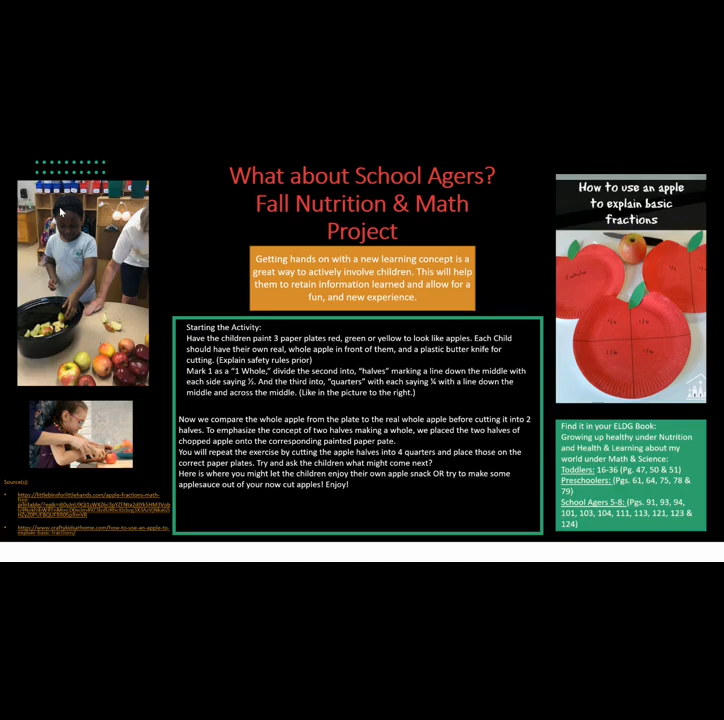 What about School Agers?
Fall Nutrition & Math
Project
Getting hands on with a new learning concept is a
great way to actively involve children. This will help
them to retain information learned and allow for a
fun, and new experience.
Starting the Activity:
Have the children paint 3 paper plates red, green or yellow to look like apples. Each Child
should have their own real, whole apple in front of them, and a plastic butter knife for
cutting. (Explain safety rules prior)
Mark 1 as a “1 Whole,” divide the second into, “halves” marking a line down the middle with
each side saying ½. And the third into, “quarters” with each saying ¼ with a line down the
middle and across the middle. (Like in the picture to the right.)
Now we compare the whole apple from the plate to the real whole apple before cutting it into 2
halves. To emphasize the concept of two halves making a whole, we placed the two halves of
chopped apple onto the corresponding painted paper pate.
You will repeat the exercise by cutting the apple halves into 4 quarters and place those on the
correct paper plates. Try and ask the children what might come next?
Here is where you might let the children enjoy their own apple snack OR try to make some
applesauce out of your now cut apples! Enjoy!
Source(s):
https://littlebinsforlittlehands.com/apple-fractions-math-
https://www.craftykidsathome.com/how-to-use-an-apple-to-
explain-basic-fractions/
How to use an apple
to explain basic
fractions
Find it in your ELDG Book:
Growing up healthy under Nutrition
and Health & Learning about my
world under Math & Science:
Toddlers: 16-36 (Pg. 47, 50 & 51)
Preschoolers: (Pgs. 61, 64, 75, 78 &
79)
School Agers 5-8: (Pgs. 91, 93, 94,
101, 103, 104, 111, 113, 121, 123 &
124)